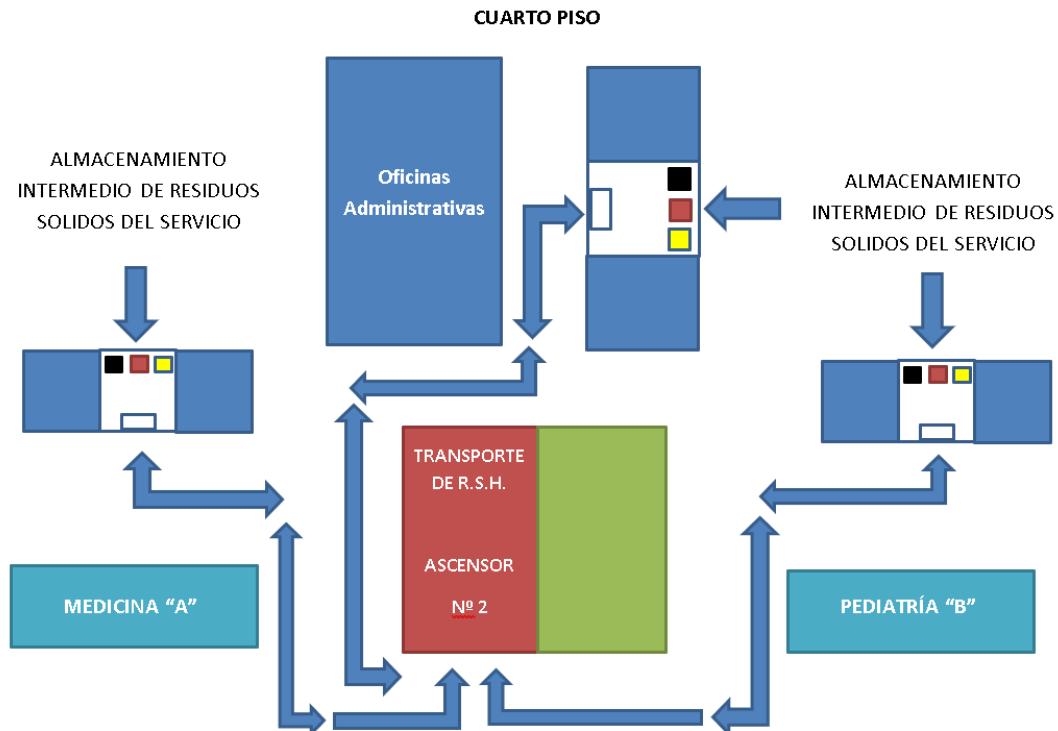 CUARTO PISO
ALMACENAMIENTO
INTERMEDIO DE RESIDUOS
SOLIDOS DEL SERVICIO
Oficinas
Administrativas
ALMACENAMIENTO
INTERMEDIO DE RESIDUOS
SOLIDOS DEL SERVICIO
TRANSPORTE
DE R.S.H.
ASCENSOR
Nº 2
MEDICINA “A”
PEDIATRÍA “B”